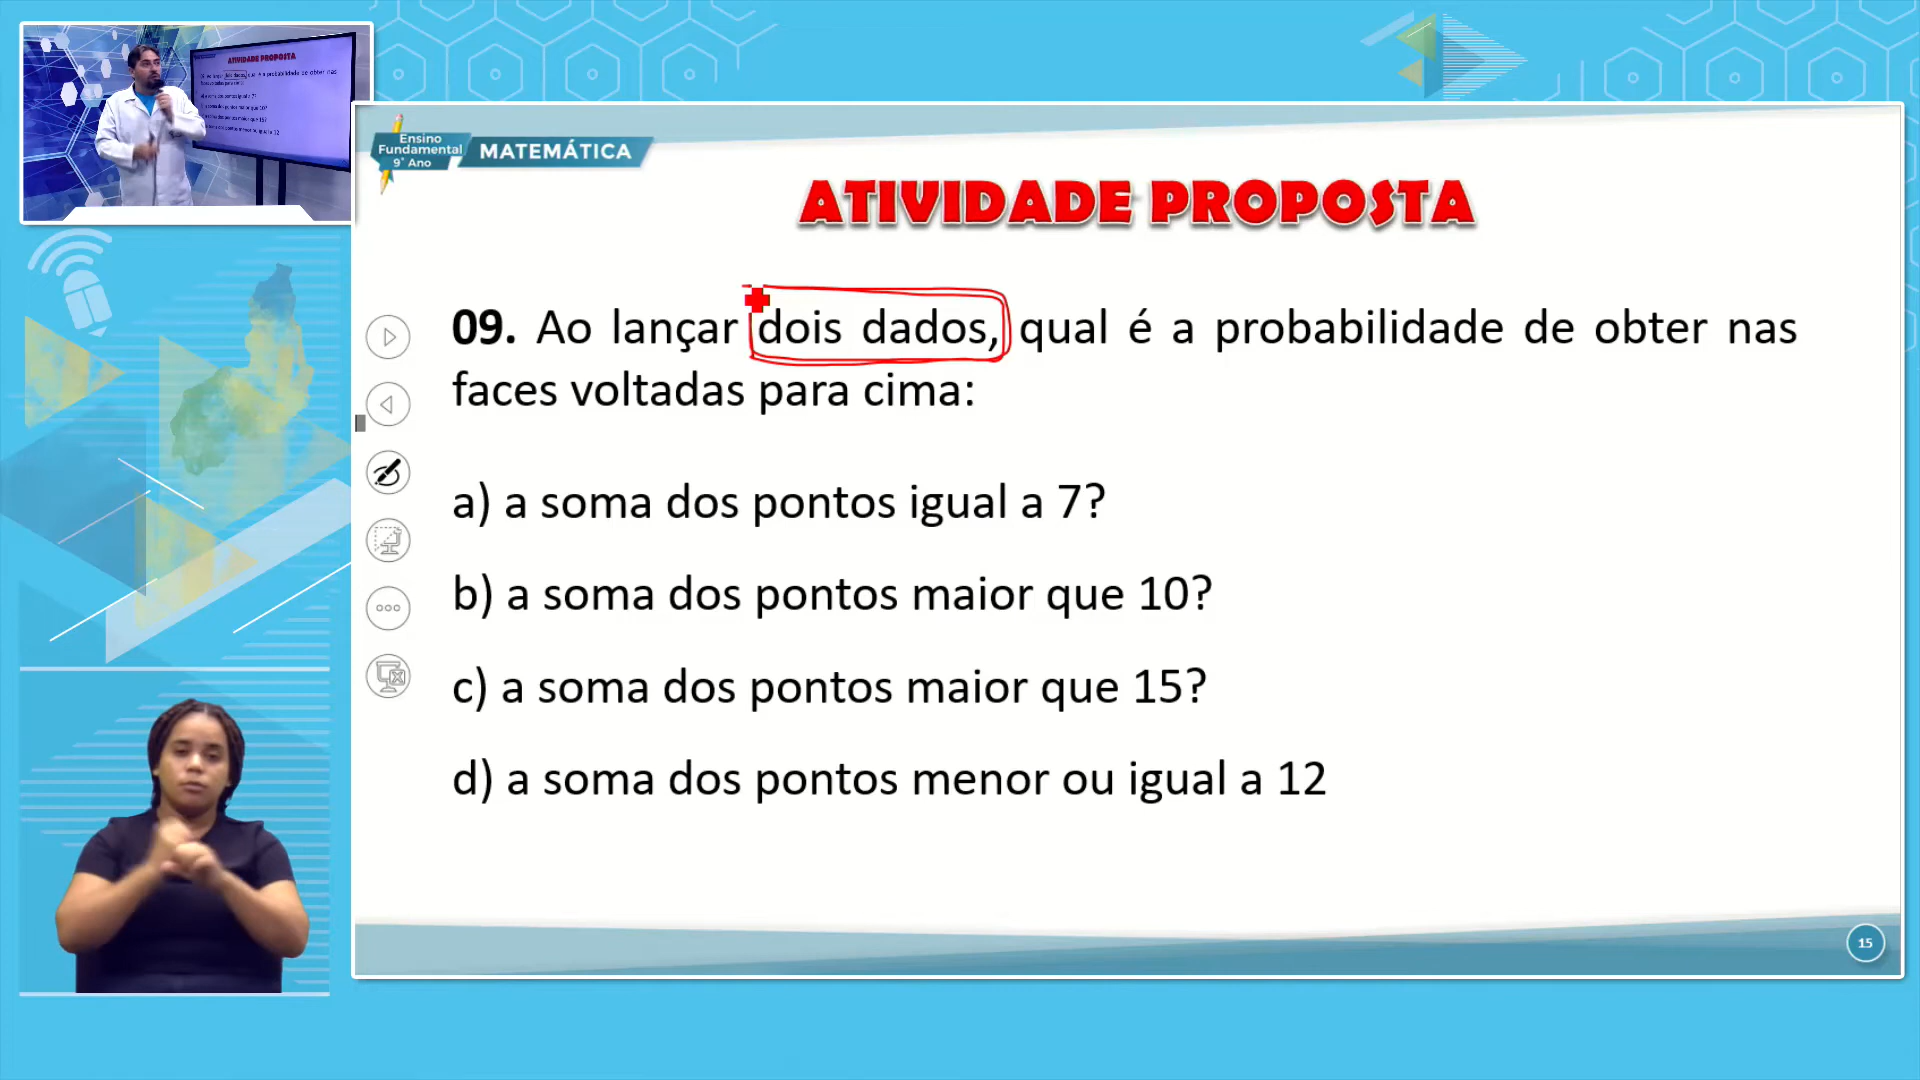 ATIVIDADE PROPOSTA
Ensino
Fundamental
9° Ano
MATEMÁTICA
ATIVIDADE PROPOSTA
09. Ao lançar dois dados, qual é a probabilidade de obter nas
faces voltadas para cima:
a) a soma dos pontos igual a 7?
b) a soma dos pontos maior que 10?
c) a soma dos pontos maior que 15?
d) a soma dos pontos menor ou igual a 12
15